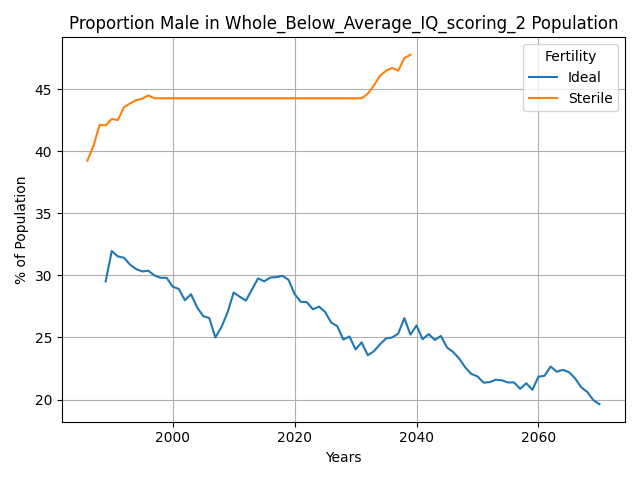 Proportion Male in Whole_Below_Average_IQ_scoring_2 Population
Fertility
Ideal
Sterile
45
40
35
30
25
20
% of Population
2000
2020
2040
2060
Years